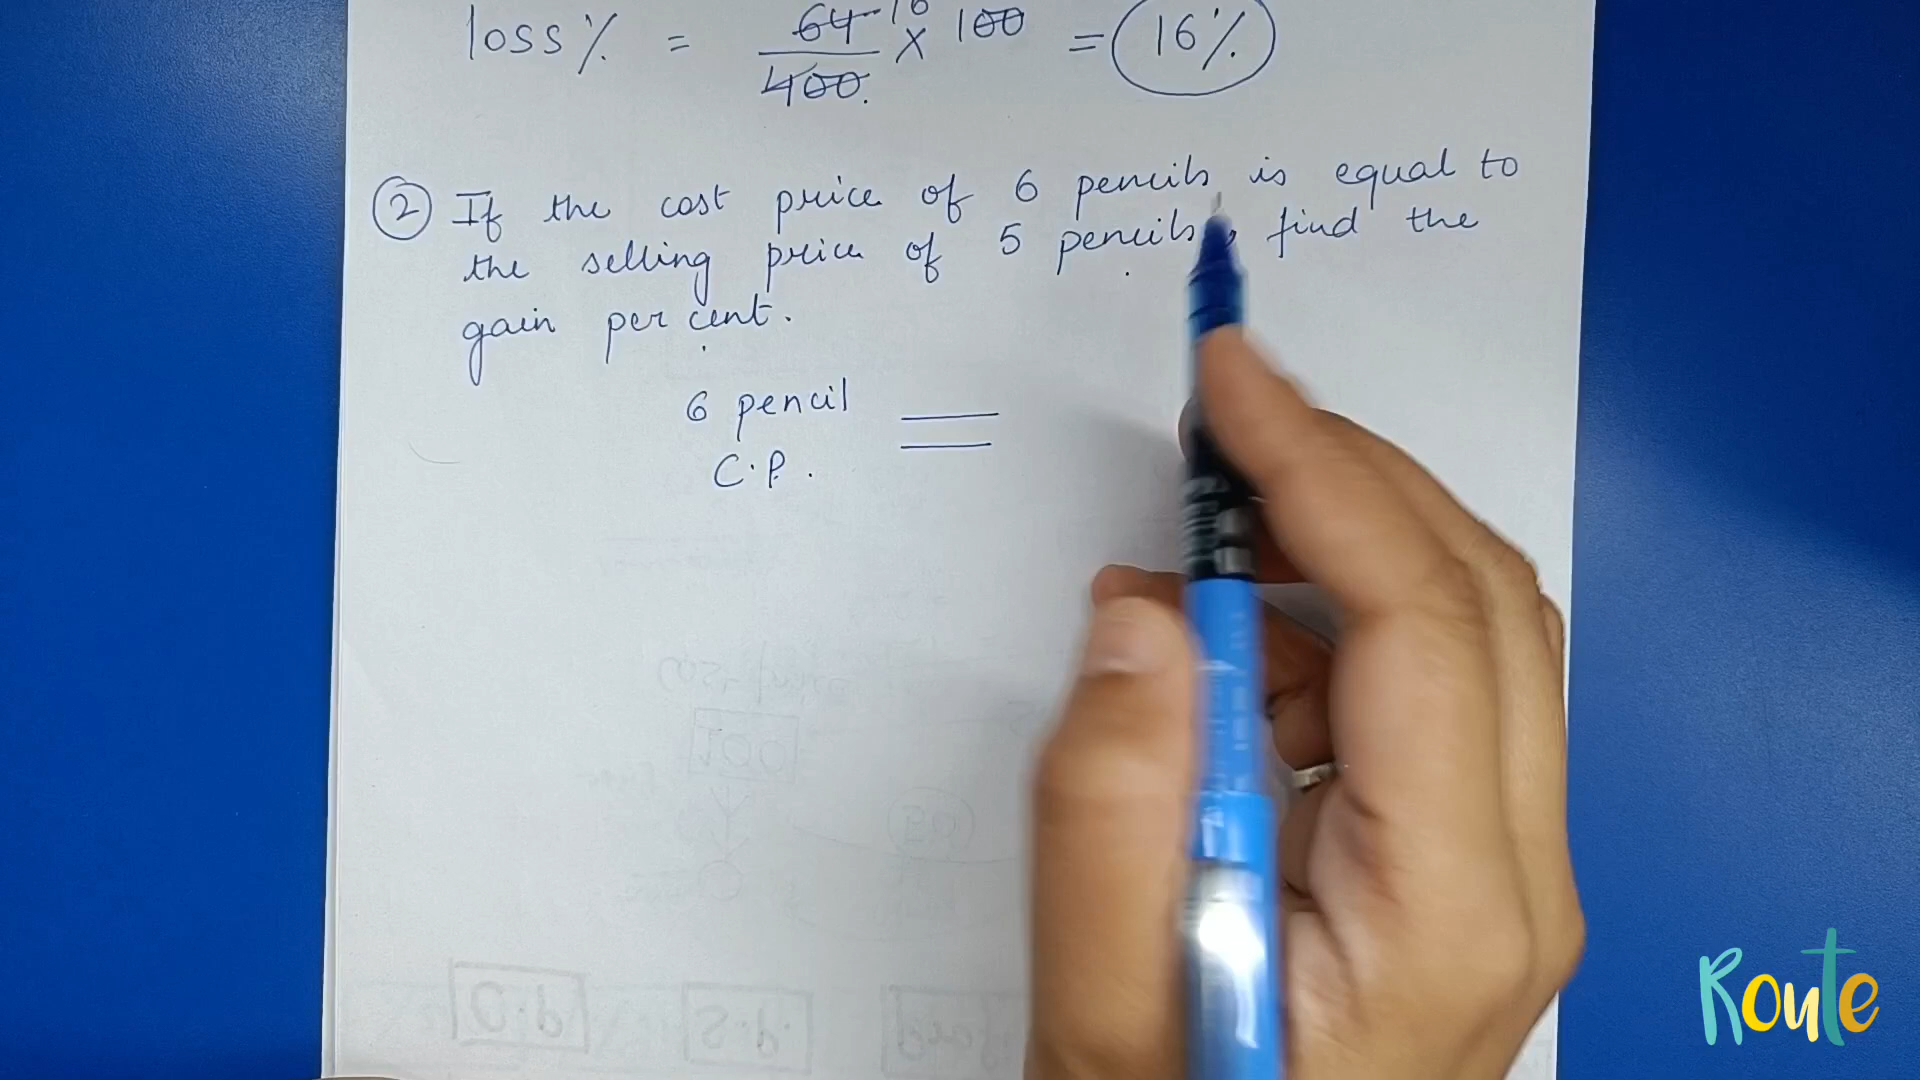 loss% = 64 16 / 400. × 100 = 16%
② If the cost price of 6 pencils is equal to
the selling price of 5 pencils, find the
gain per cent.
6 pencil =
C.P.
Route